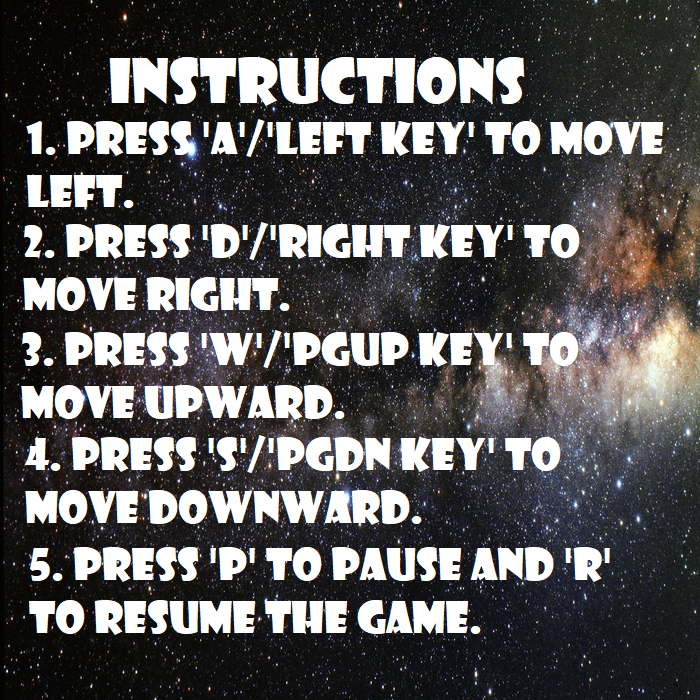 INSTRUCTIONS
1. PRESS 'A'/'LEFT KEY' TO MOVE
LEFT.
2. PRESS 'D'/'RIGHT KEY' TO
MOVE RIGHT.
3. PRESS 'W'/'PGUP KEY' TO
MOVE UPWARD.
4. PRESS 'S'/'PGDN KEY' TO
MOVE DOWNWARD.
5. PRESS 'P' TO PAUSE AND 'R'
TO RESUME THE GAME.